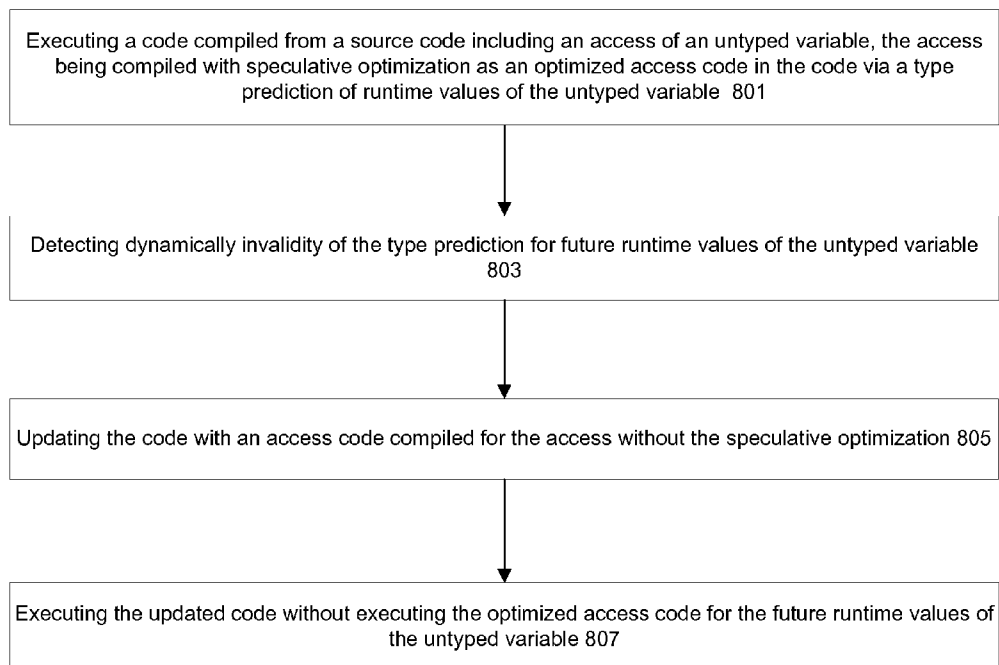 Executing a code compiled from a source code including an access of an untyped variable, the access
being compiled with speculative optimization as an optimized access code in the code via a type
prediction of runtime values of the untyped variable 801
Detecting dynamically invalidity of the type prediction for future runtime values of the untyped variable
803
Updating the code with an access code compiled for the access without the speculative optimization 805
Executing the updated code without executing the optimized access code for the future runtime values of
the untyped variable 807